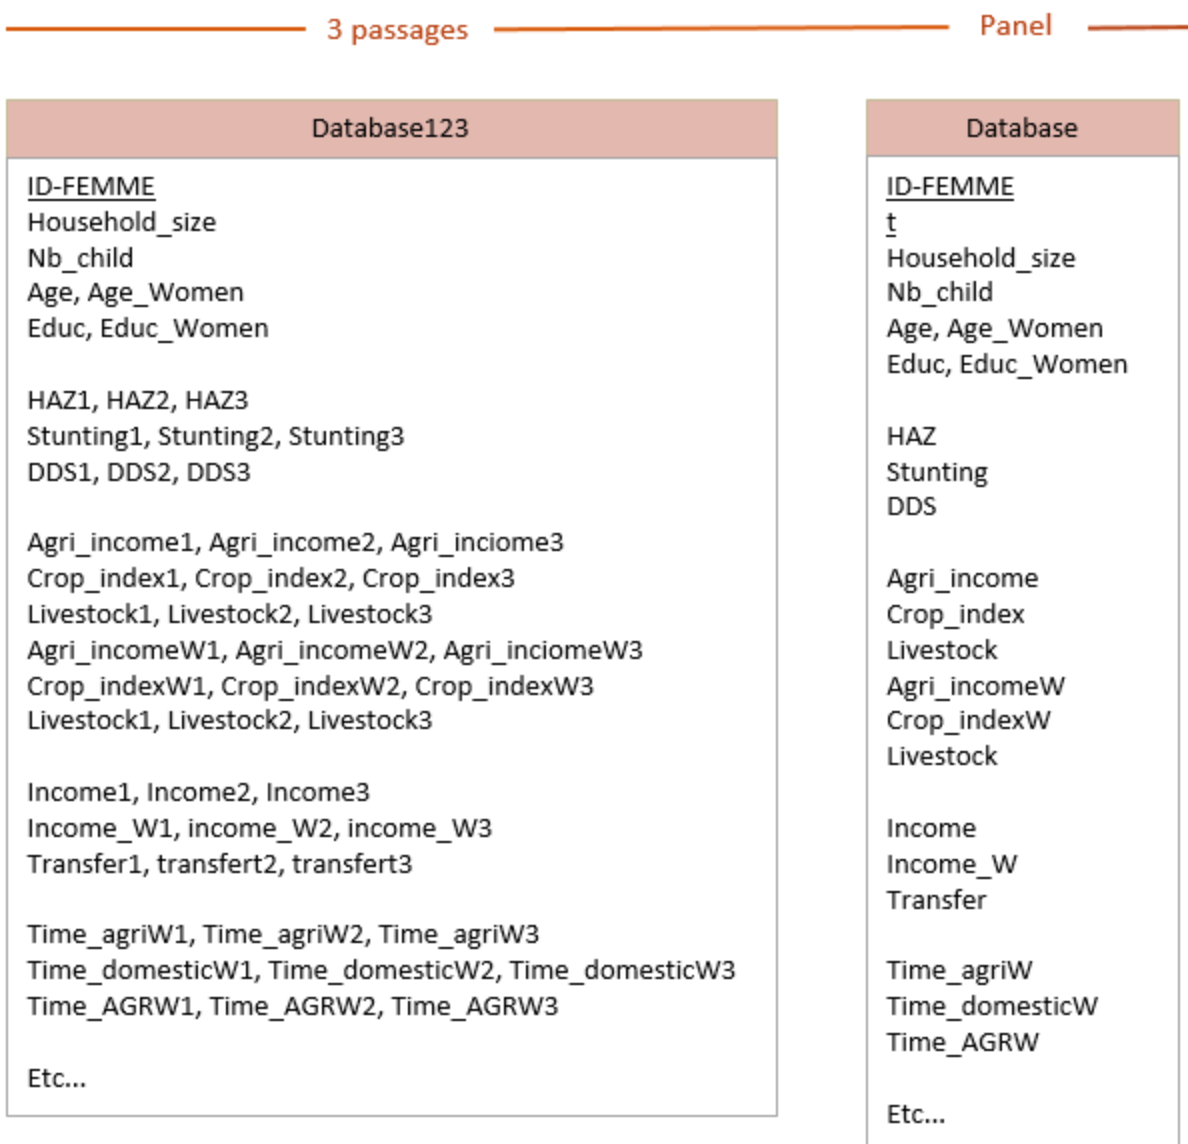 3 passages
Panel
Database123
ID-FEMME
Household_size
Nb_child
Age, Age_Women
Educ, Educ_Women
HAZ1, HAZ2, HAZ3
Stunting1, Stunting2, Stunting3
DDS1, DDS2, DDS3
Agri_income1, Agri_income2, Agri_inciome3
Crop_index1, Crop_index2, Crop_index3
Livestock1, Livestock2, Livestock3
Agri_incomeW1, Agri_incomeW2, Agri_inciomeW3
Crop_indexW1, Crop_indexW2, Crop_indexW3
Livestock1, Livestock2, Livestock3
Income1, Income2, Income3
Income_W1, income_W2, income_W3
Transfer1, transfert2, transfert3
Time_agriW1, Time_agriW2, Time_agriW3
Time_domesticW1, Time_domesticW2, Time_domesticW3
Time_AGRW1, Time_AGRW2, Time_AGRW3
Etc...
Database
ID-FEMME
t
Household_size
Nb_child
Age, Age_Women
Educ, Educ_Women
HAZ
Stunting
DDS
Agri_income
Crop_index
Livestock
Agri_incomeW
Crop_indexW
Livestock
Income
Income_W
Transfer
Time_agriW
Time_domesticW
Time_AGRW
Etc...